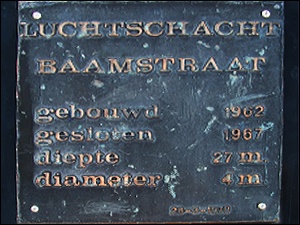 LUCHTSCHACHT
BAAMSTRAAT
gebouwd 1962
gesloten 1967
diepte 27 m
diameter 4 m